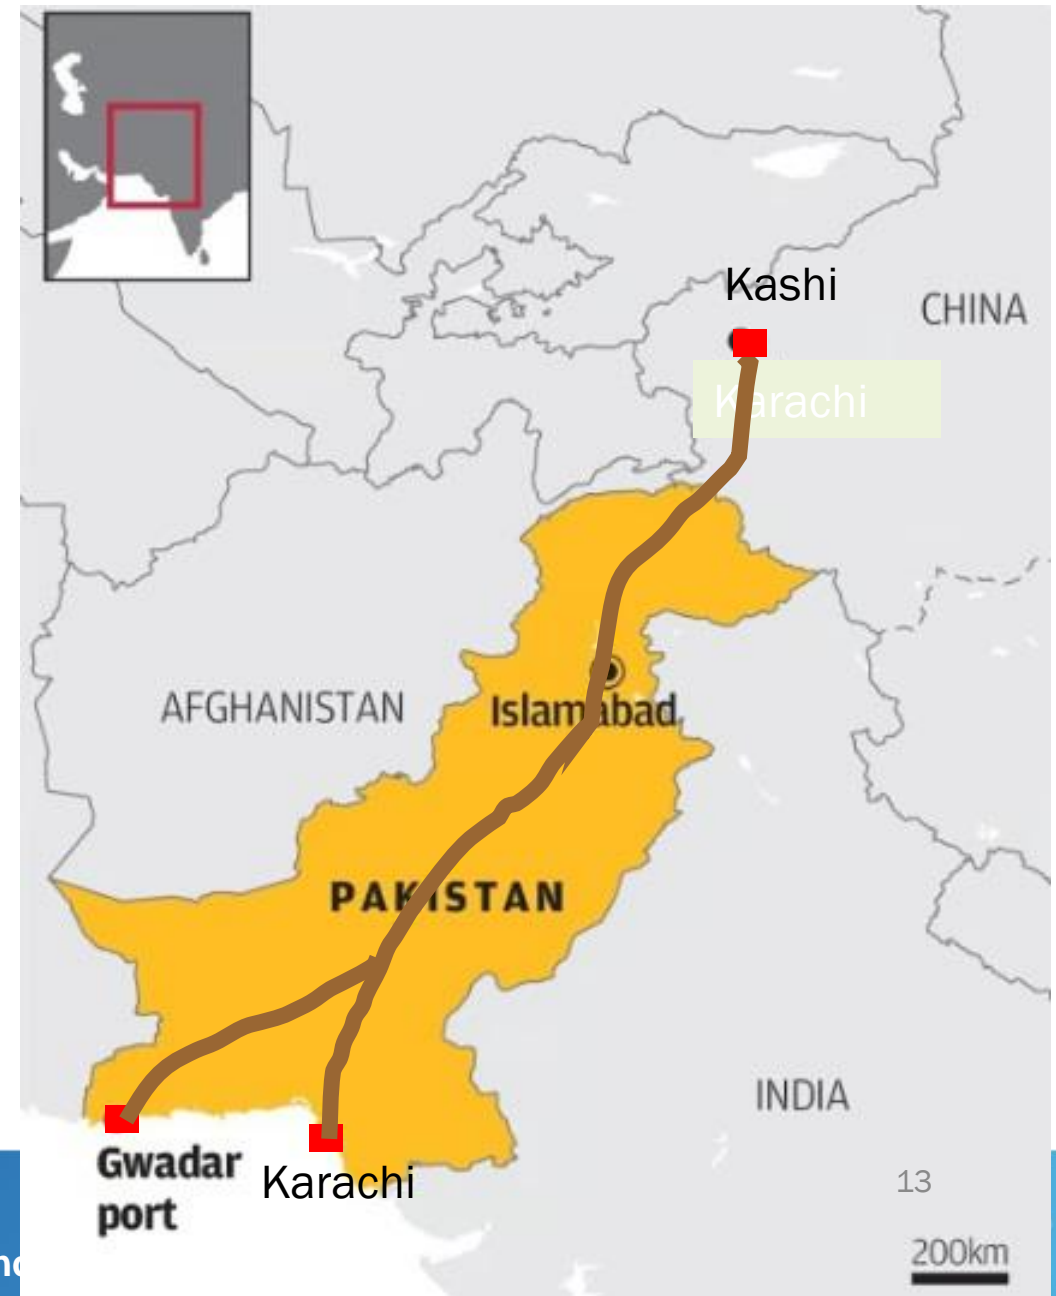 Kashi
CHINA
Karachi
AFGHANISTAN
Islamabad
PAKISTAN
INDIA
Gwadar
port
Karachi
13
200km